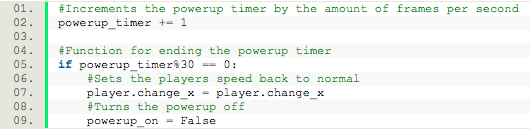 01. #Increments the powerup timer by the amount of frames per second
02. powerup_timer += 1
03.
04. #Function for ending the powerup timer
05. if powerup_timer%30 == 0:
06. #Sets the players speed back to normal
07. player.change_x = player.change_x
08. #Turns the powerup off
09. powerup_on = False